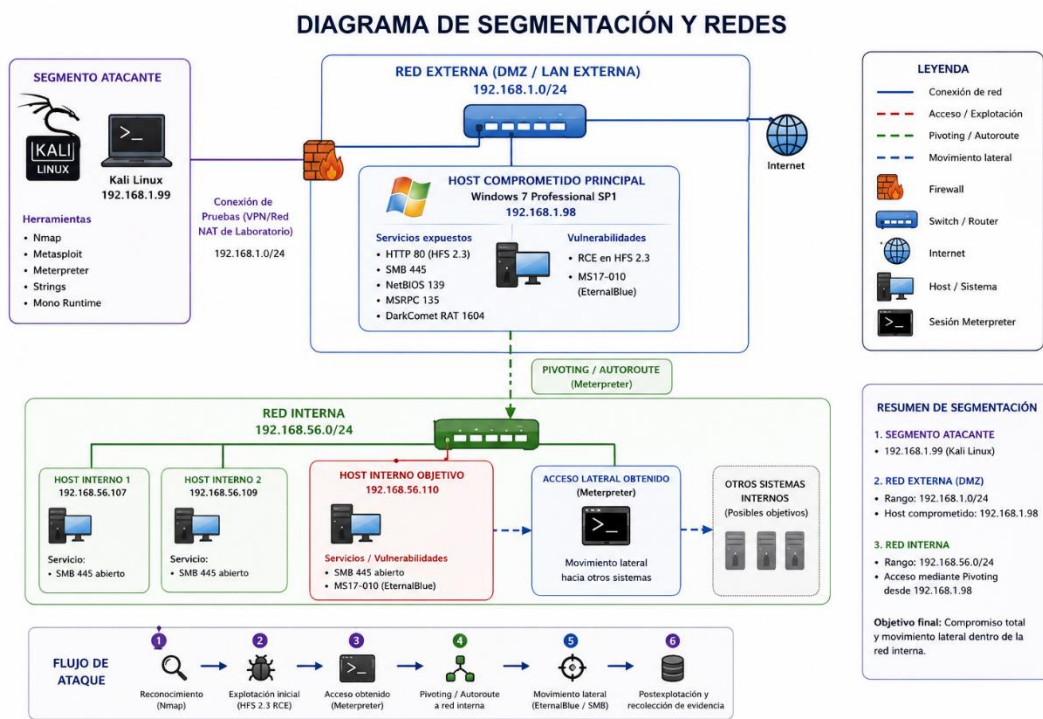 DIAGRAMA DE SEGMENTACIÓN Y REDES
SEGMENTO ATACANTE
KALI
LINUX
>_
Kali Linux
192.168.1.99
Herramientas
• Nmap
• Metasploit
• Meterpreter
• Strings
• Mono Runtime
Conexión de
Pruebas (VPN/Red
NAT de Laboratorio)
192.168.1.0/24
RED EXTERNA (DMZ / LAN EXTERNA)
192.168.1.0/24
Internet
HOST COMPROMETIDO PRINCIPAL
Windows 7 Professional SP1
192.168.1.98
Servicios expuestos
• HTTP 80 (HFS 2.3)
• SMB 445
• NetBIOS 139
• MSRPC 135
• DarkComet RAT 1604
Vulnerabilidades
• RCE en HFS 2.3
• MS17-010
(EternalBlue)
PIVOTING / AUTOROUTE
(Meterpreter)
LEYENDA
Conexión de red
Acceso / Explotación
Pivoting / Autoroute
Movimiento lateral
Firewall
Switch / Router
Internet
Host / Sistema
>_
Sesión Meterpreter
RED INTERNA
192.168.56.0/24
HOST INTERNO 1
192.168.56.107
Servicio:
• SMB 445 abierto
HOST INTERNO 2
192.168.56.109
Servicio:
• SMB 445 abierto
HOST INTERNO OBJETIVO
192.168.56.110
Servicios / Vulnerabilidades
• SMB 445 abierto
• MS17-010 (EternalBlue)
ACCESO LATERAL OBTENIDO
(Meterpreter)
>_
Movimiento lateral
hacia otros sistemas
OTROS SISTEMAS
INTERNOS
(Posibles objetivos)
RESUMEN DE SEGMENTACIÓN
1. SEGMENTO ATACANTE
• 192.168.1.99 (Kali Linux)
2. RED EXTERNA (DMZ)
• Rango: 192.168.1.0/24
• Host comprometido: 192.168.1.98
3. RED INTERNA
• Rango: 192.168.56.0/24
• Acceso mediante Pivoting
desde 192.168.1.98
Objetivo final: Compromiso total
y movimiento lateral dentro de la
red interna.
FLUJO DE
ATAQUE
1
Reconocimiento
(Nmap)
2
Explotación inicial
(HFS 2.3 RCE)
3
>_
Acceso obtenido
(Meterpreter)
4
Pivoting / Autoroute
a red interna
5
Movimiento lateral
(EternalBlue / SMB)
6
Postexplotación y
recolección de evidencia